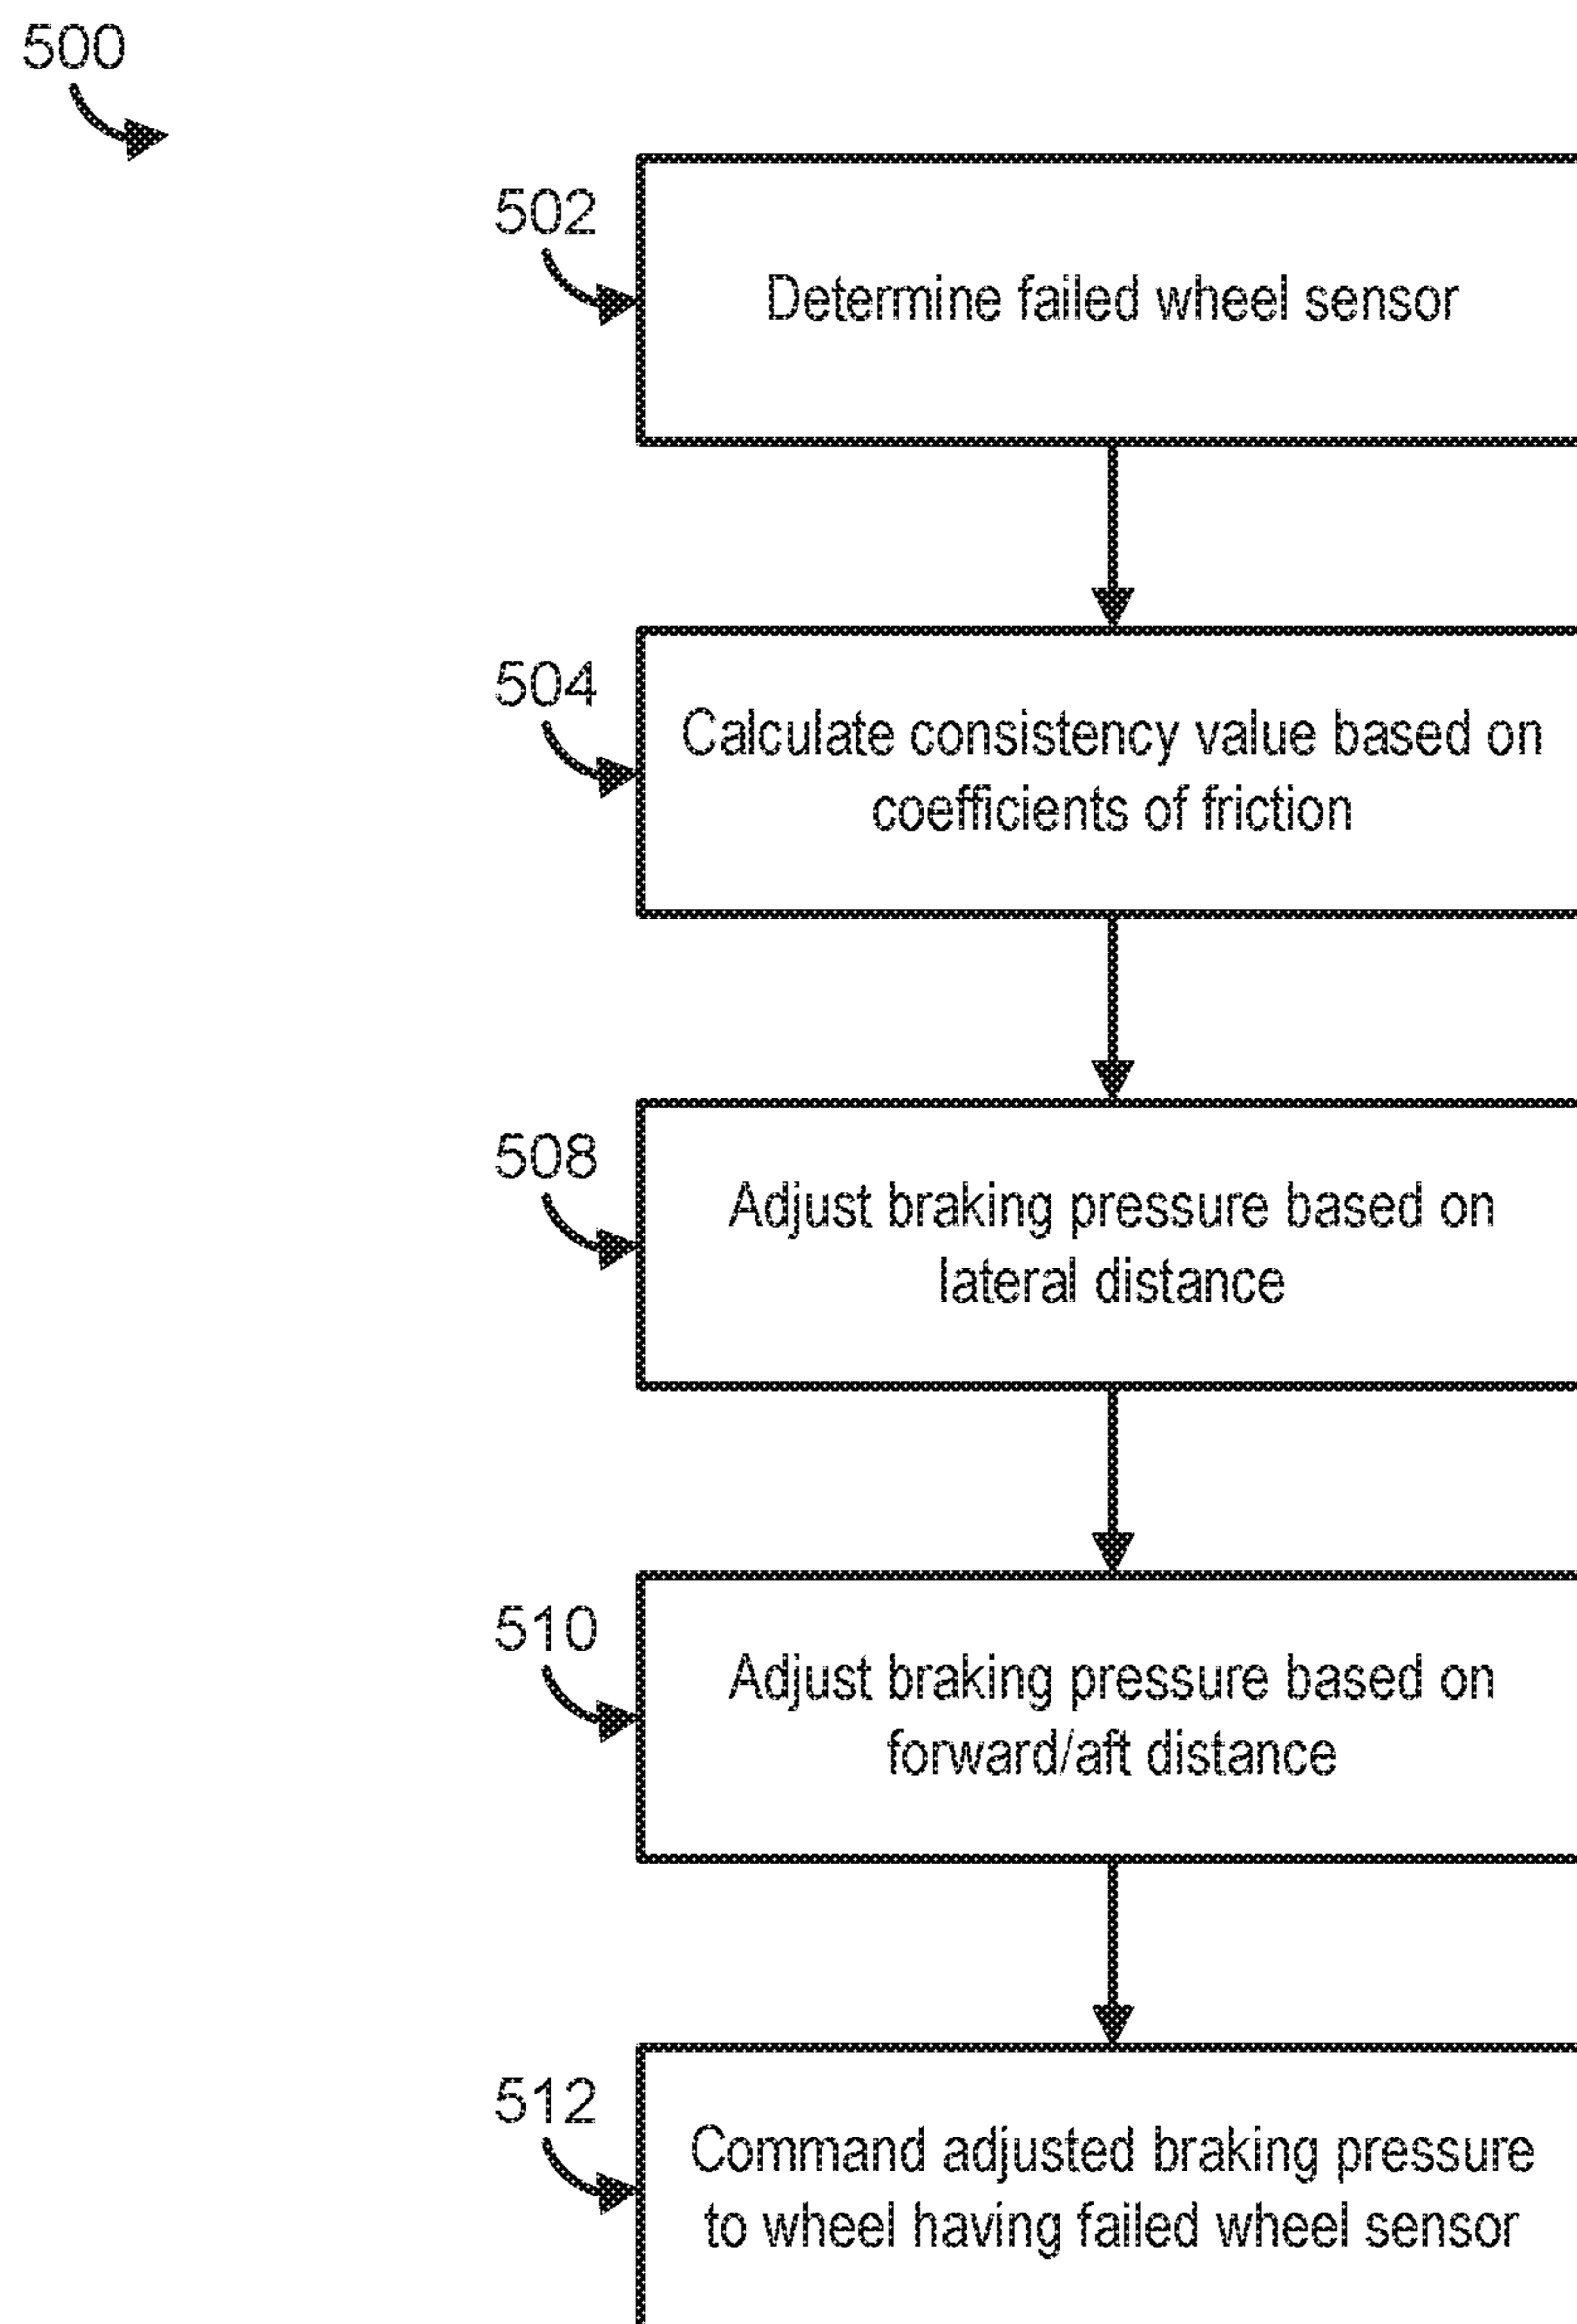 500
502
Determine failed wheel sensor
504
Calculate consistency value based on
coefficients of friction
508
Adjust braking pressure based on
lateral distance
510
Adjust braking pressure based on
forward/aft distance
512
Command adjusted braking pressure
to wheel having failed wheel sensor